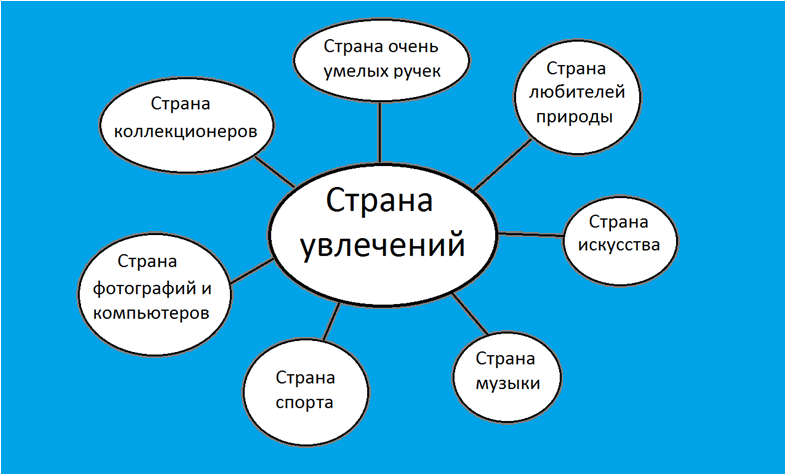 Страна очень
умелых ручек
Страна
любителей
природы
Страна
коллекционеров
Страна
увлечений
Страна
искусства
Страна
фотографий и
компьютеров
Страна
музыки
Страна
спорта